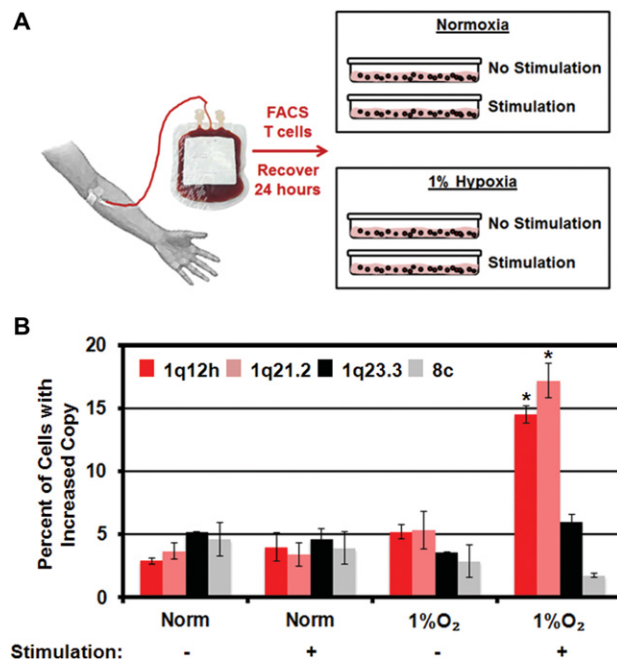 A
Normoxia
No Stimulation
Stimulation
FACS
T cells
Recover
24 hours
1% Hypoxia
No Stimulation
Stimulation
B
Percent of Cells with
Increased Copy
20
15
10
5
0
1q12h 1q21.2 1q23.3 8c
* *
Norm Norm 1%O₂ 1%O₂
Stimulation: - + - +